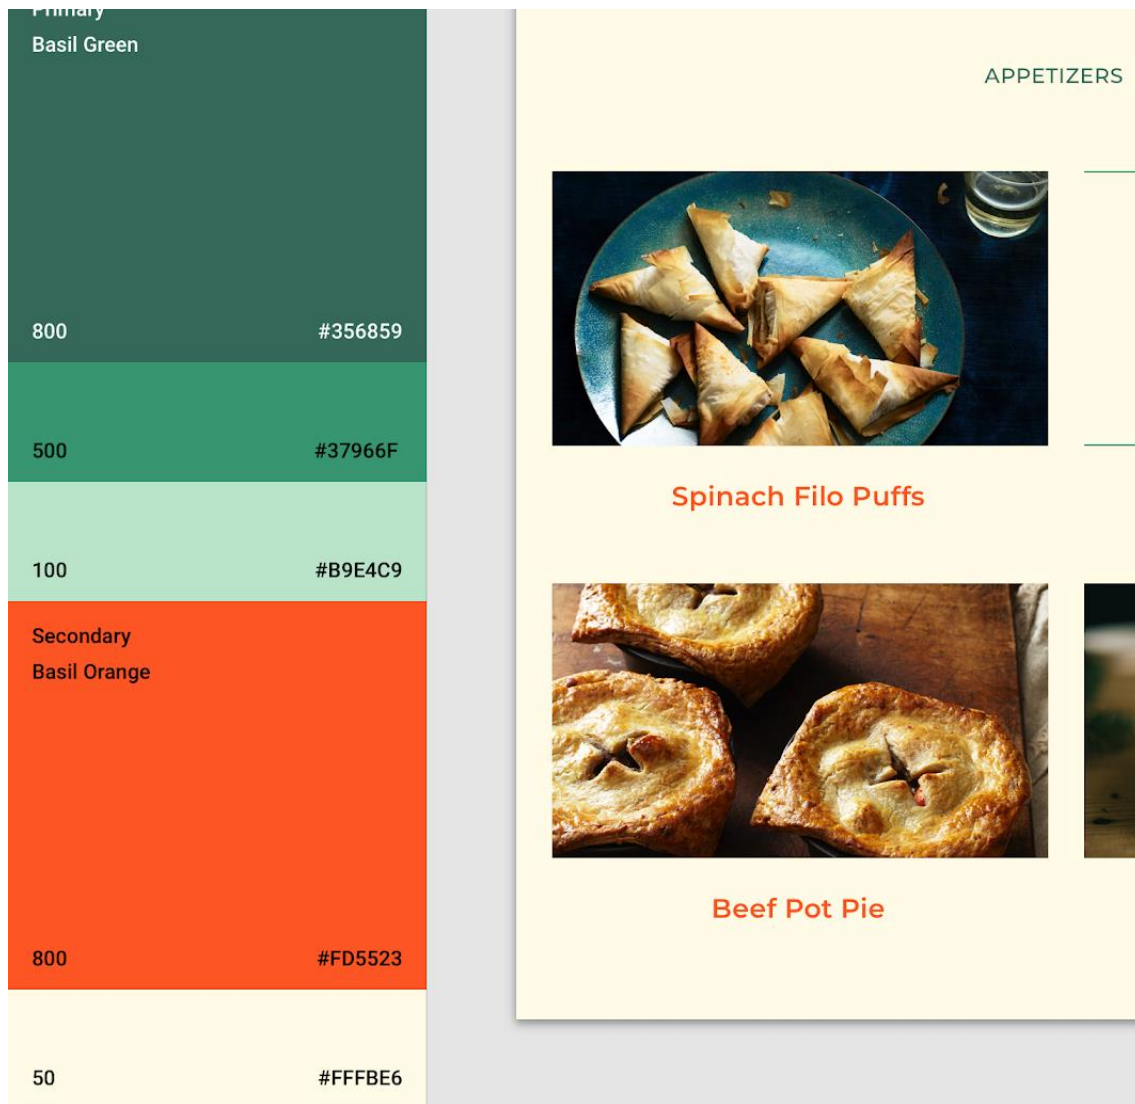 Primary
Basil Green
800 #356859
500 #37966F
100 #B9E4C9
Secondary
Basil Orange
800 #FD5523
50 #FFFBE6
APPETIZERS
Spinach Filo Puffs
Beef Pot Pie